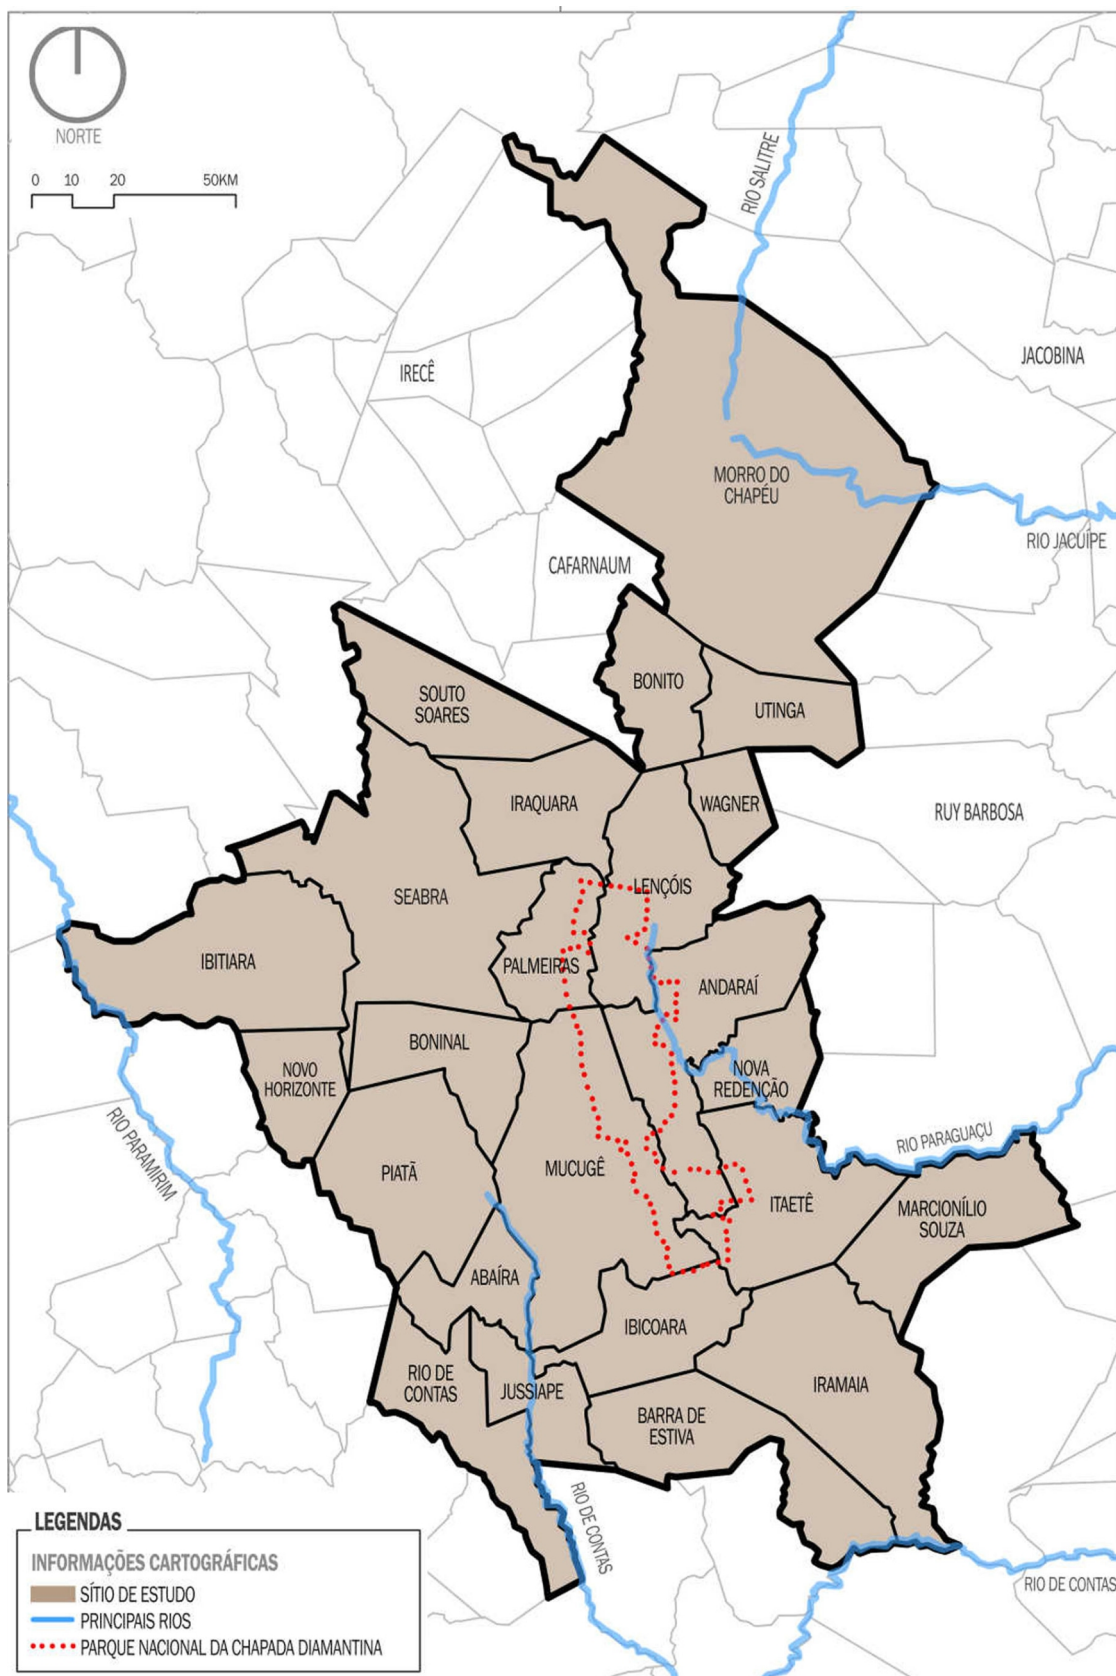 NORTE
0 10 20 50KM
RIO SALITRE
JACOBINA
IRECÊ
MORRO DO
CHAPÉU
RIO JACUÍPE
CAFARNAUM
BONITO
SOUTO
SOARES
UTINGA
IRAQUARA
WAGNER
RUY BARBOSA
LENÇÓIS
SEABRA
IBITIARA
PALMEIRAS
ANDARAÍ
BONINAL
NOVO
HORIZONTE
NOVA
REDENÇÃO
RIO PARAMIRIM
RIO PARAGUAÇU
PIATÃ
MUCUGÊ
ITAETÊ
MARCIONÍLIO
SOUZA
ABAÍRA
IBICOARA
RIO DE
CONTAS
JUSSIAPE
IRAMAIA
BARRA DE
ESTIVA
RIO DE CONTAS
RIO DE CONTAS
LEGENDAS
INFORMAÇÕES CARTOGRÁFICAS
SÍTIO DE ESTUDO
PRINCIPAIS RIOS
PARQUE NACIONAL DA CHAPADA DIAMANTINA